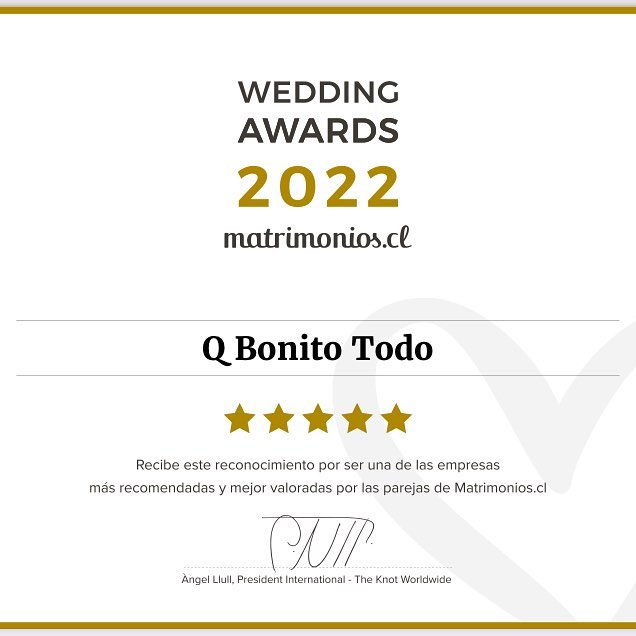 WEDDING
AWARDS
2022
matrimonios.cl
Q Bonito Todo
Recibe este reconocimiento por ser una de las empresas
más recomendadas y mejor valoradas por las parejas de Matrimonios.cl
Àngel Llull, President International - The Knot Worldwide